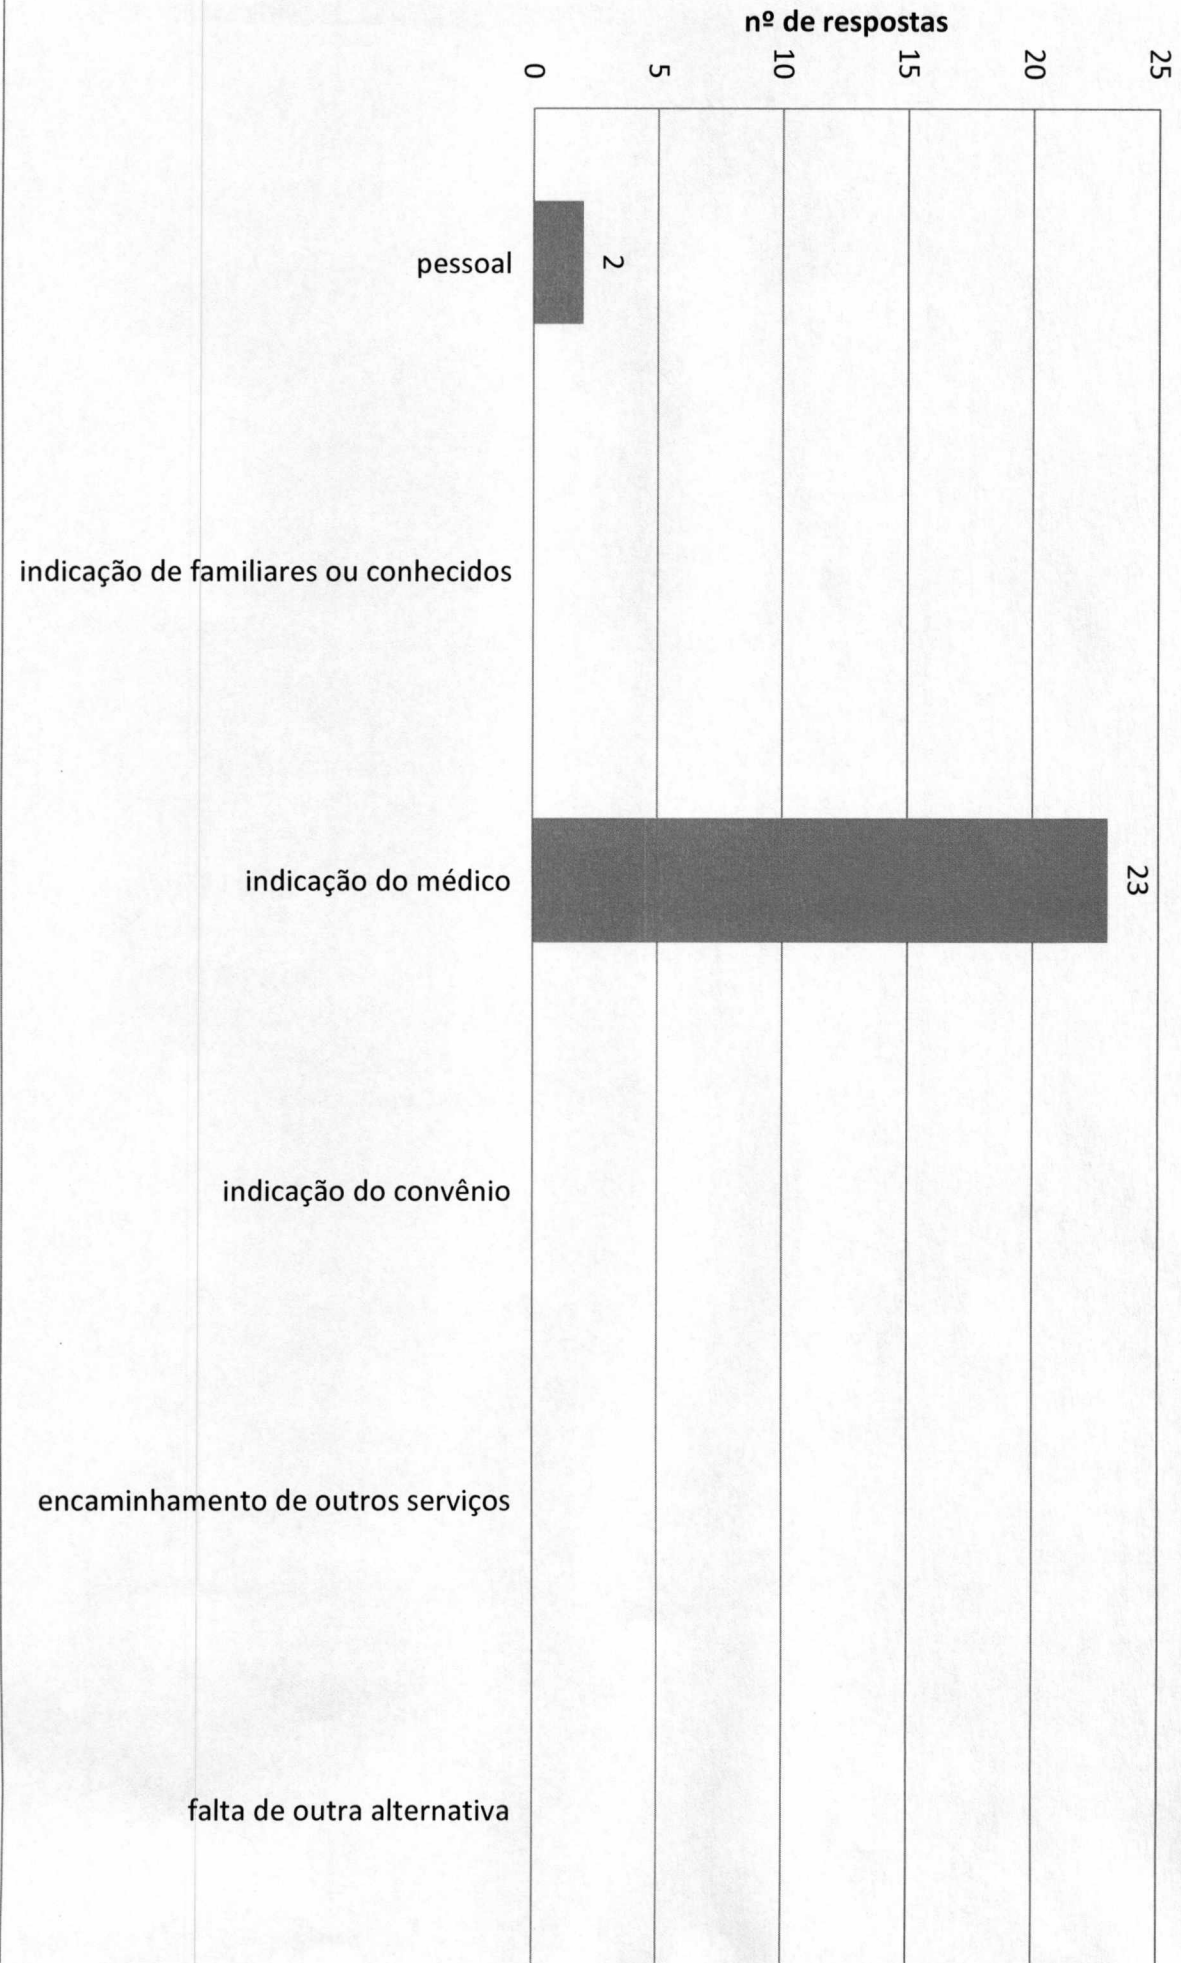 nº de respostas
25
20
15
10
5
0
2
23
pessoal
indicação de familiares ou conhecidos
indicação do médico
indicação do convênio
encaminhamento de outros serviços
falta de outra alternativa